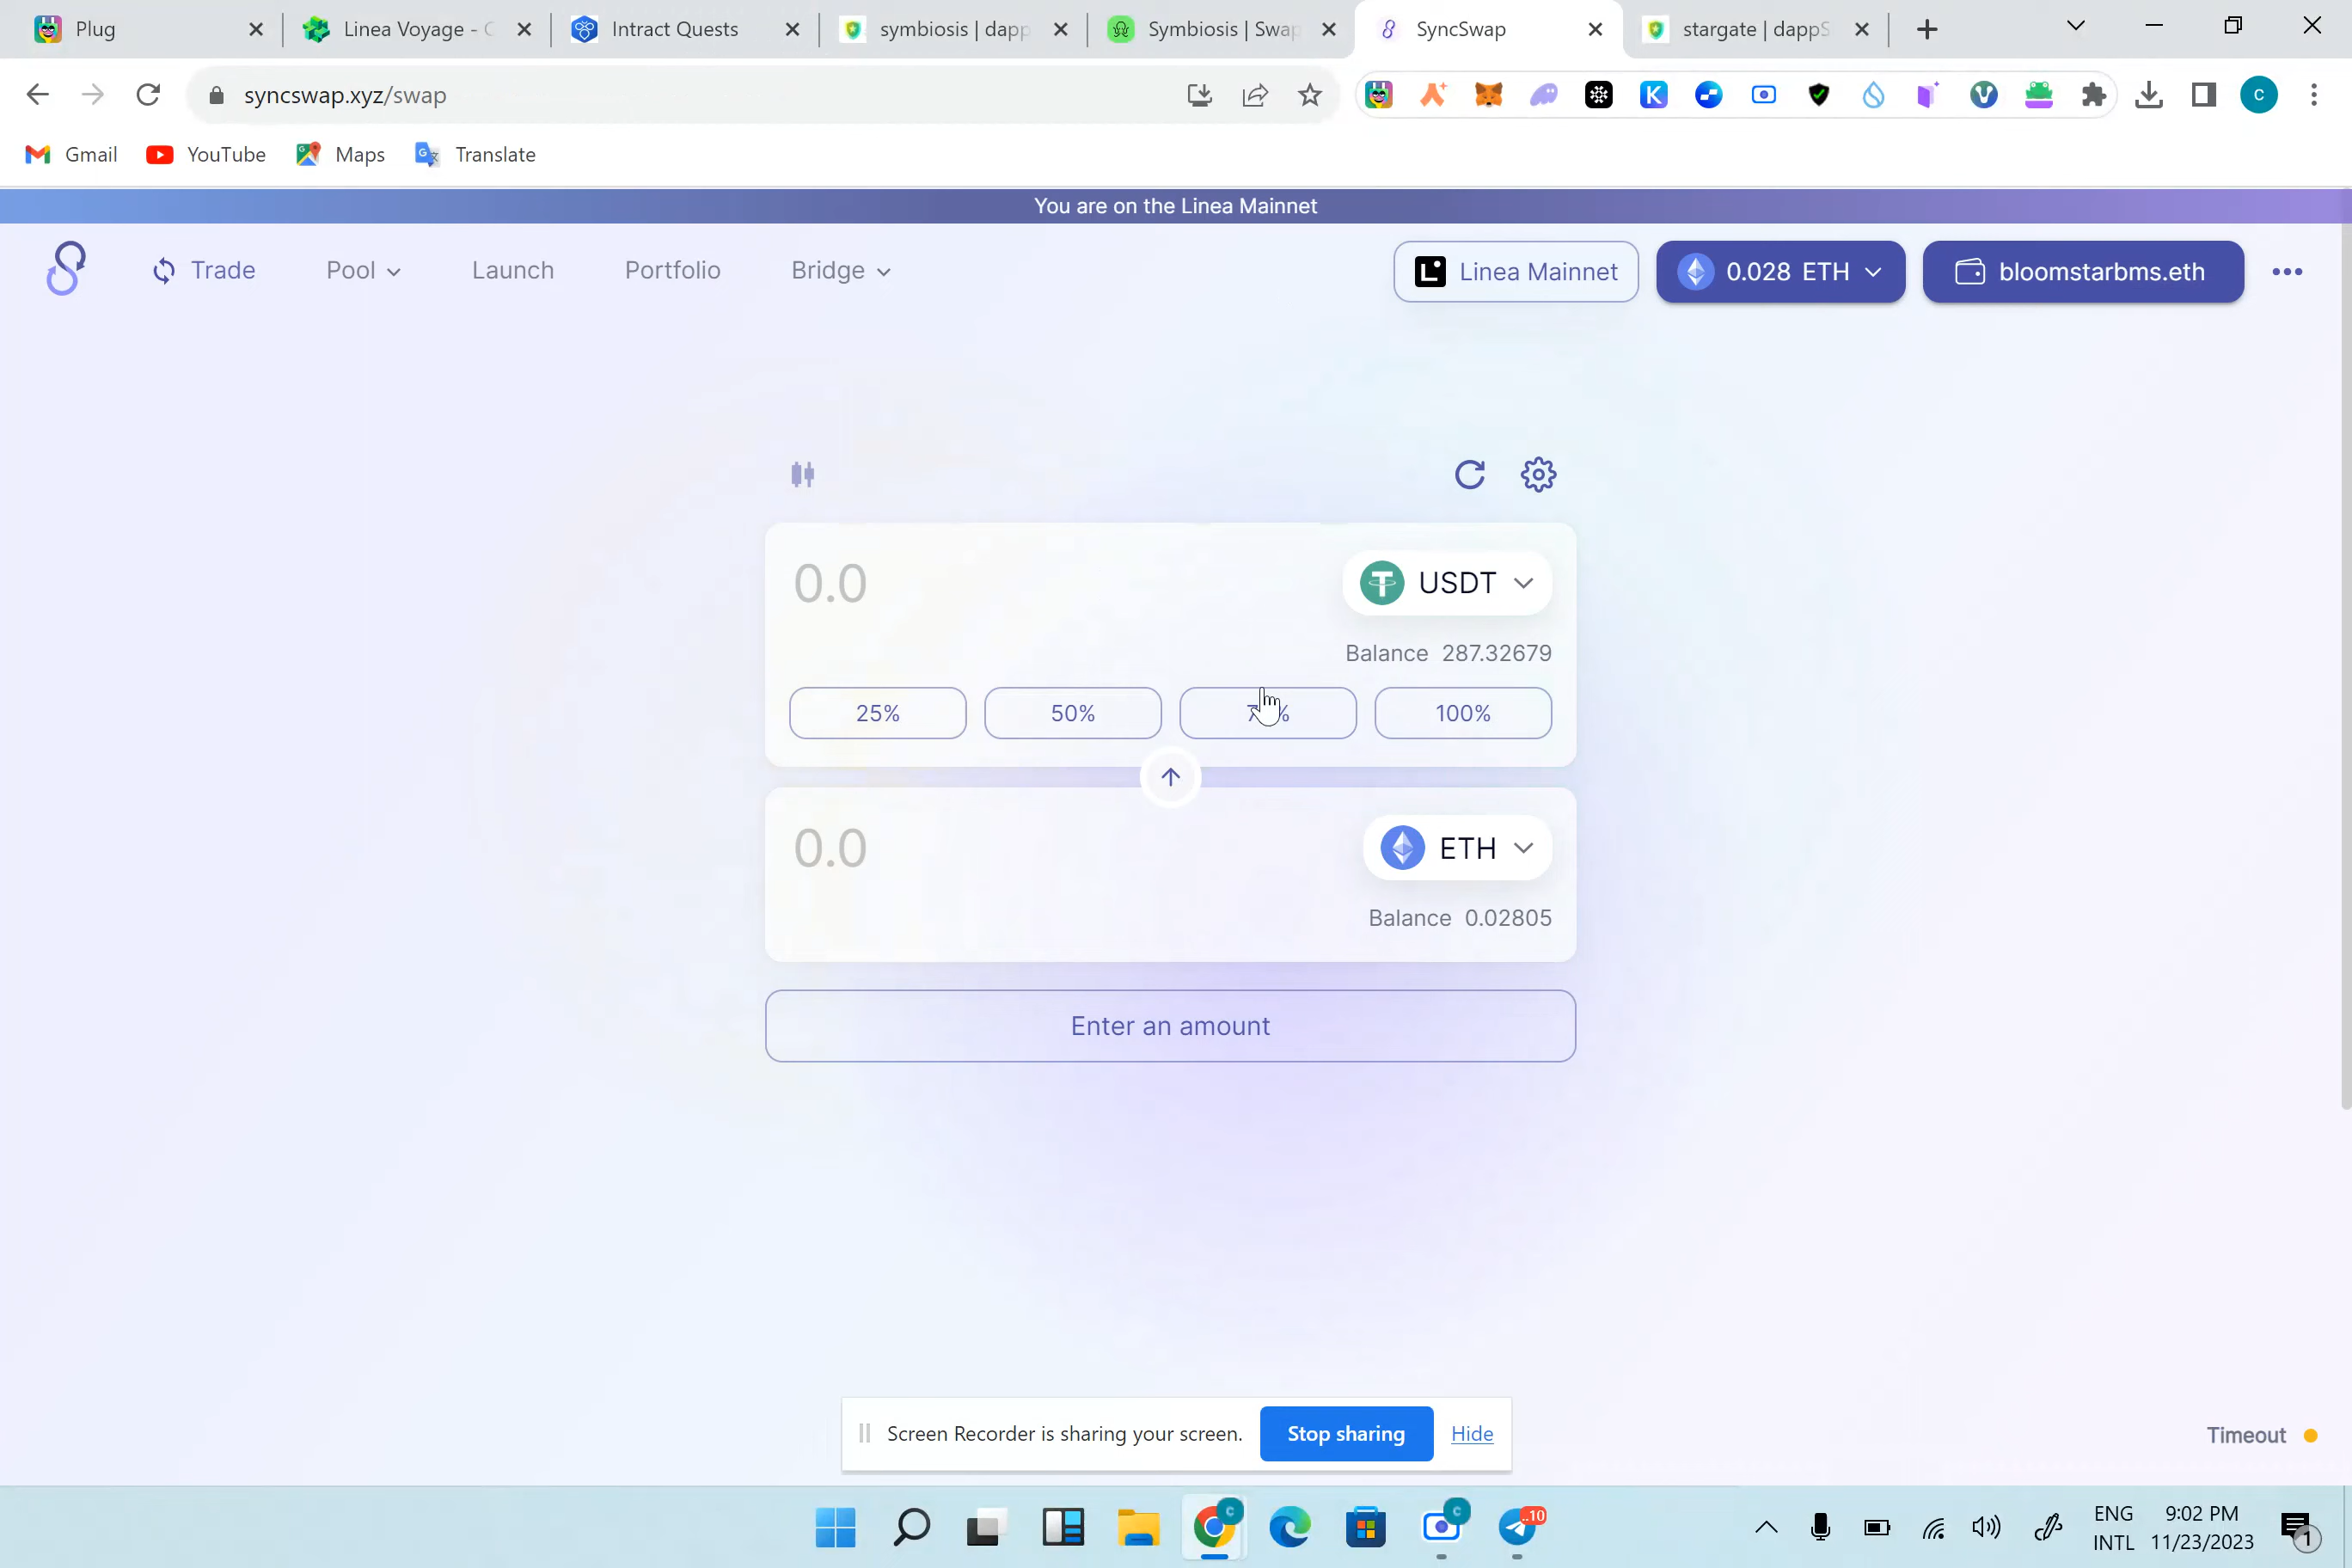 Plug
Linea Voyage - C
Intract Quests
symbiosis | dapp
Symbiosis | Swap
SyncSwap
stargate | dappS
syncswap.xyz/swap
C
Gmail
YouTube
Maps
Translate
You are on the Linea Mainnet
Trade
Pool
Launch
Portfolio
Bridge
Linea Mainnet
0.028 ETH
bloomstarbms.eth
0.0
USDT
Balance 287.32679
25%
50%
100%
0.0
ETH
Balance 0.02805
Enter an amount
Screen Recorder is sharing your screen.
Stop sharing
Hide
Timeout
C
C
..10
ENG
INTL
9:02 PM
11/23/2023
1